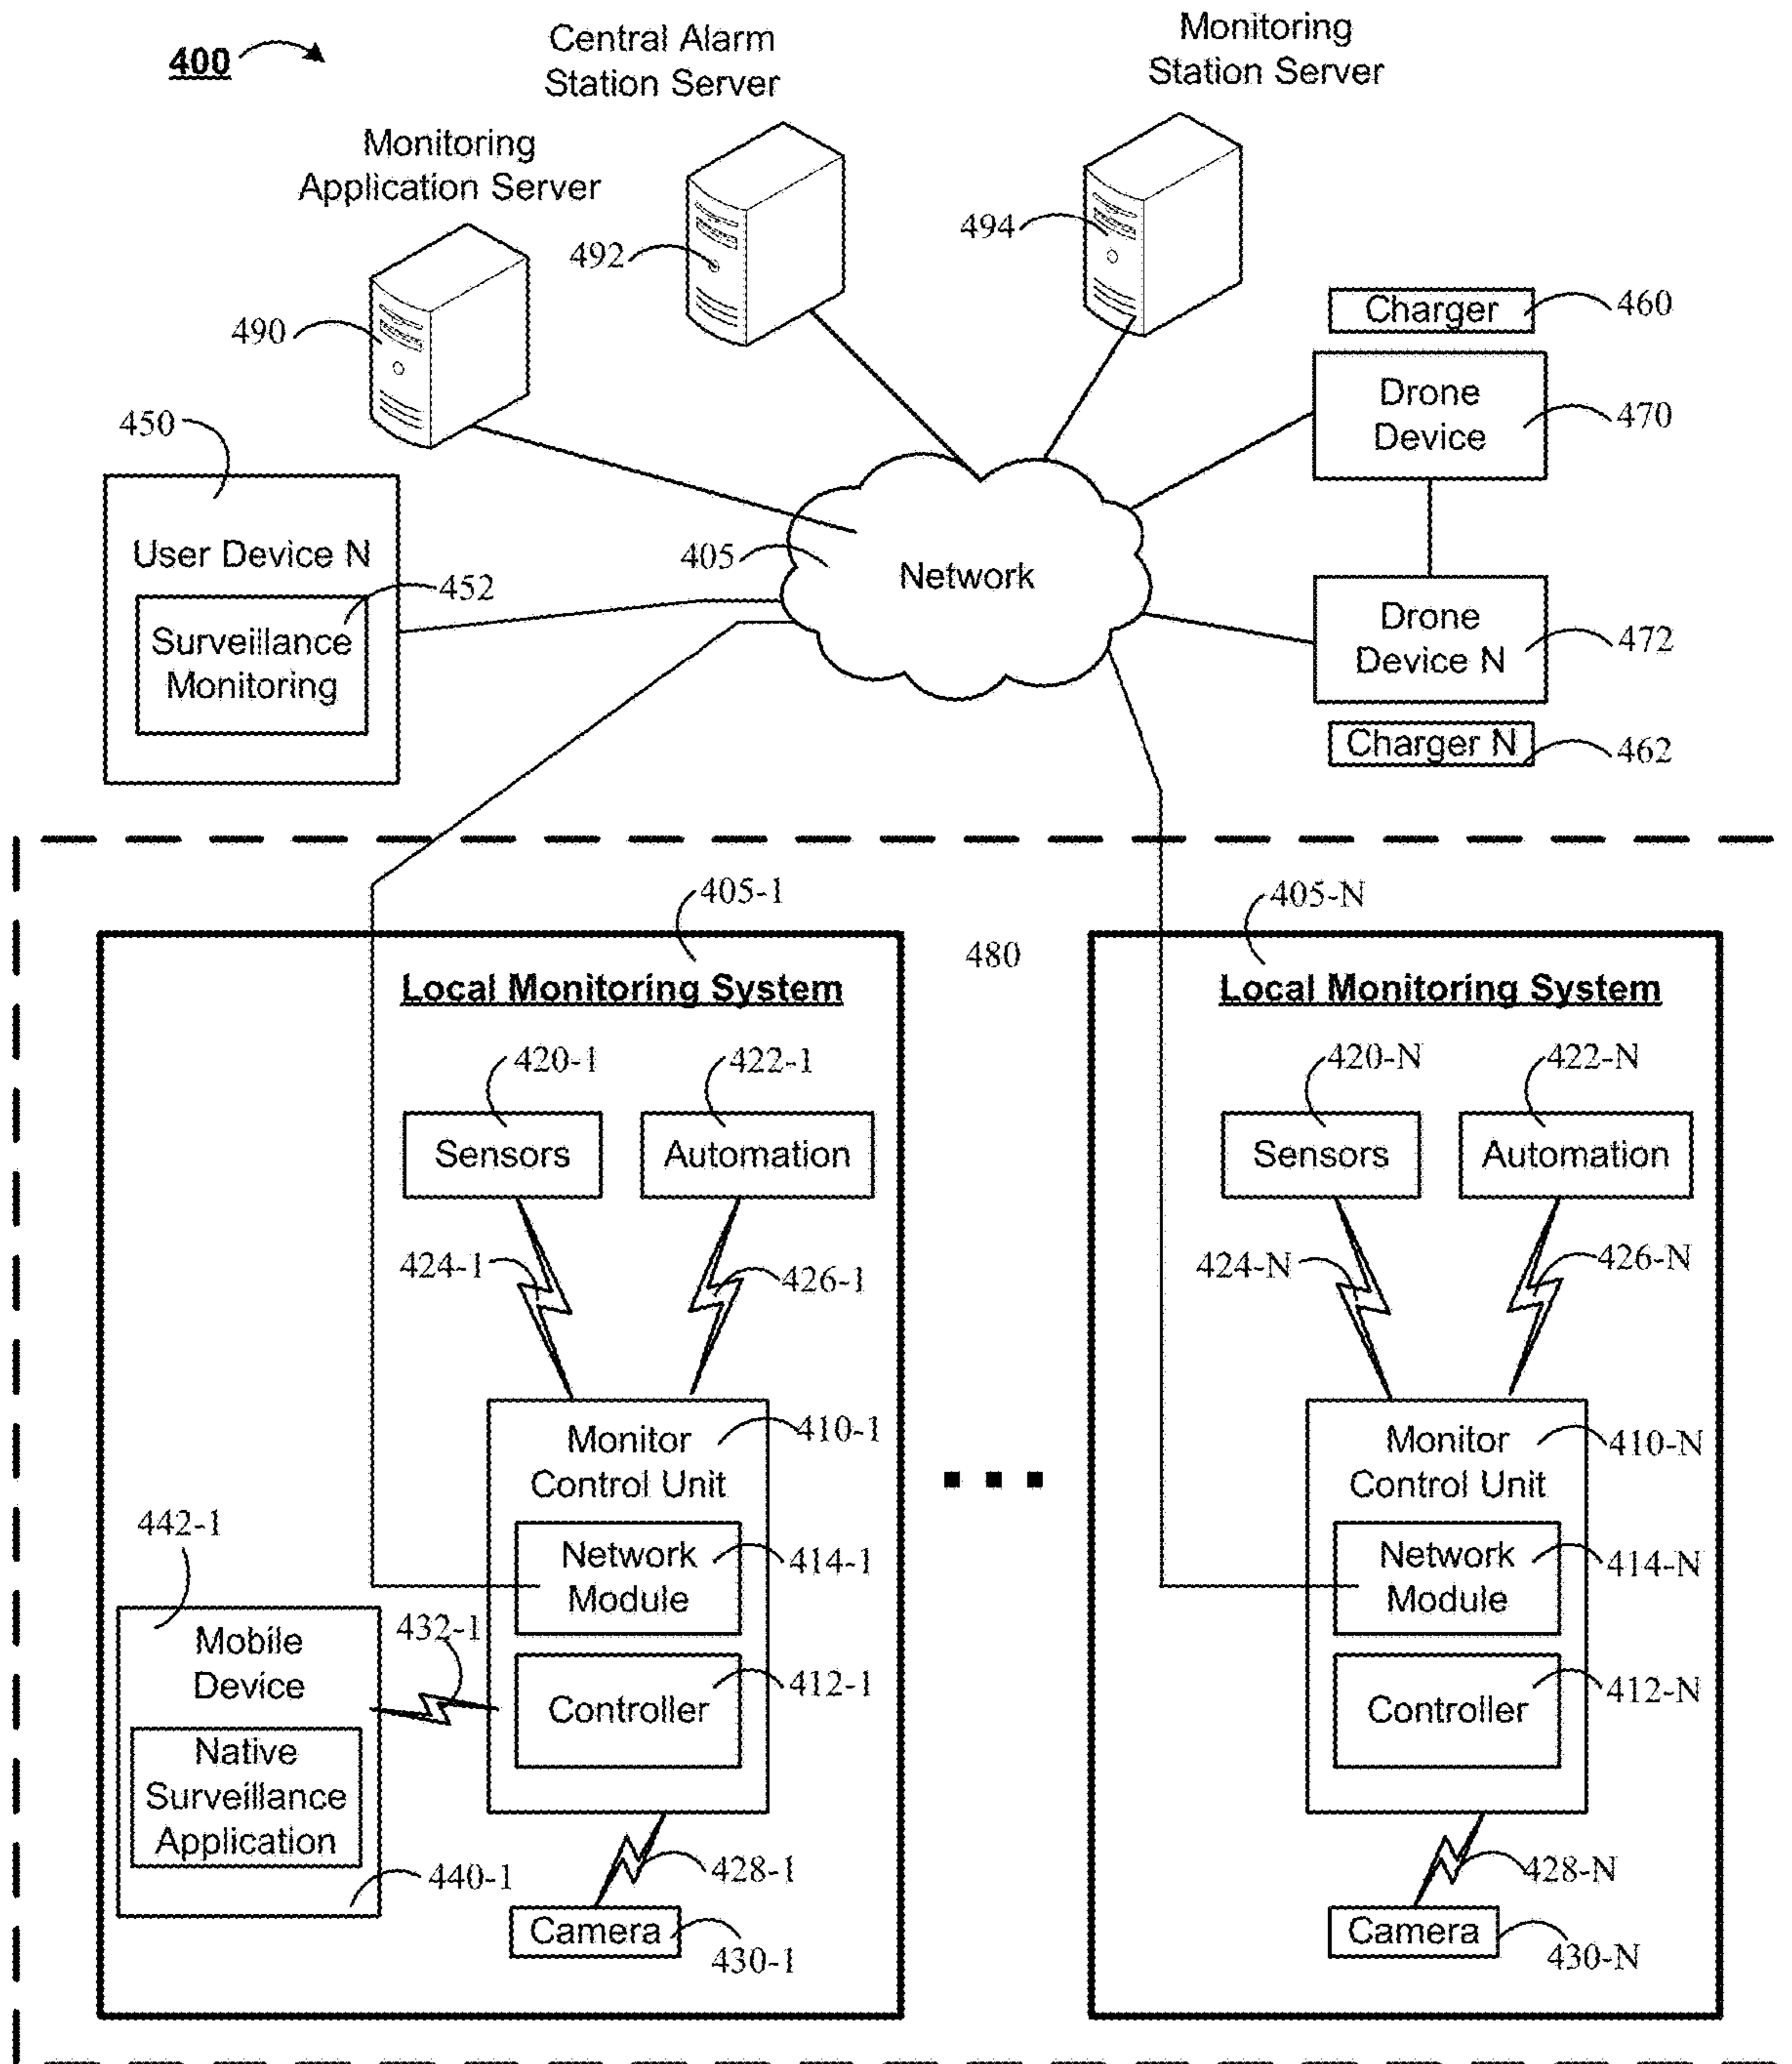 400
Central Alarm
Station Server
Monitoring
Station Server
Monitoring
Application Server
490
492
494
Charger
460
Drone
Device
470
450
User Device N
452
Surveillance
Monitoring
405
Network
Drone
Device N
472
Charger N
462
405-1
480
405-N
Local Monitoring System
Local Monitoring System
420-1
422-1
420-N
422-N
Sensors
Automation
Sensors
Automation
424-1
426-1
424-N
426-N
Monitor
Control Unit
410-1
Monitor
Control Unit
410-N
442-1
Network
Module
414-1
Network
Module
414-N
Mobile
Device
432-1
Controller
412-1
Controller
412-N
Native
Surveillance
Application
440-1
428-1
428-N
Camera
430-1
Camera
430-N